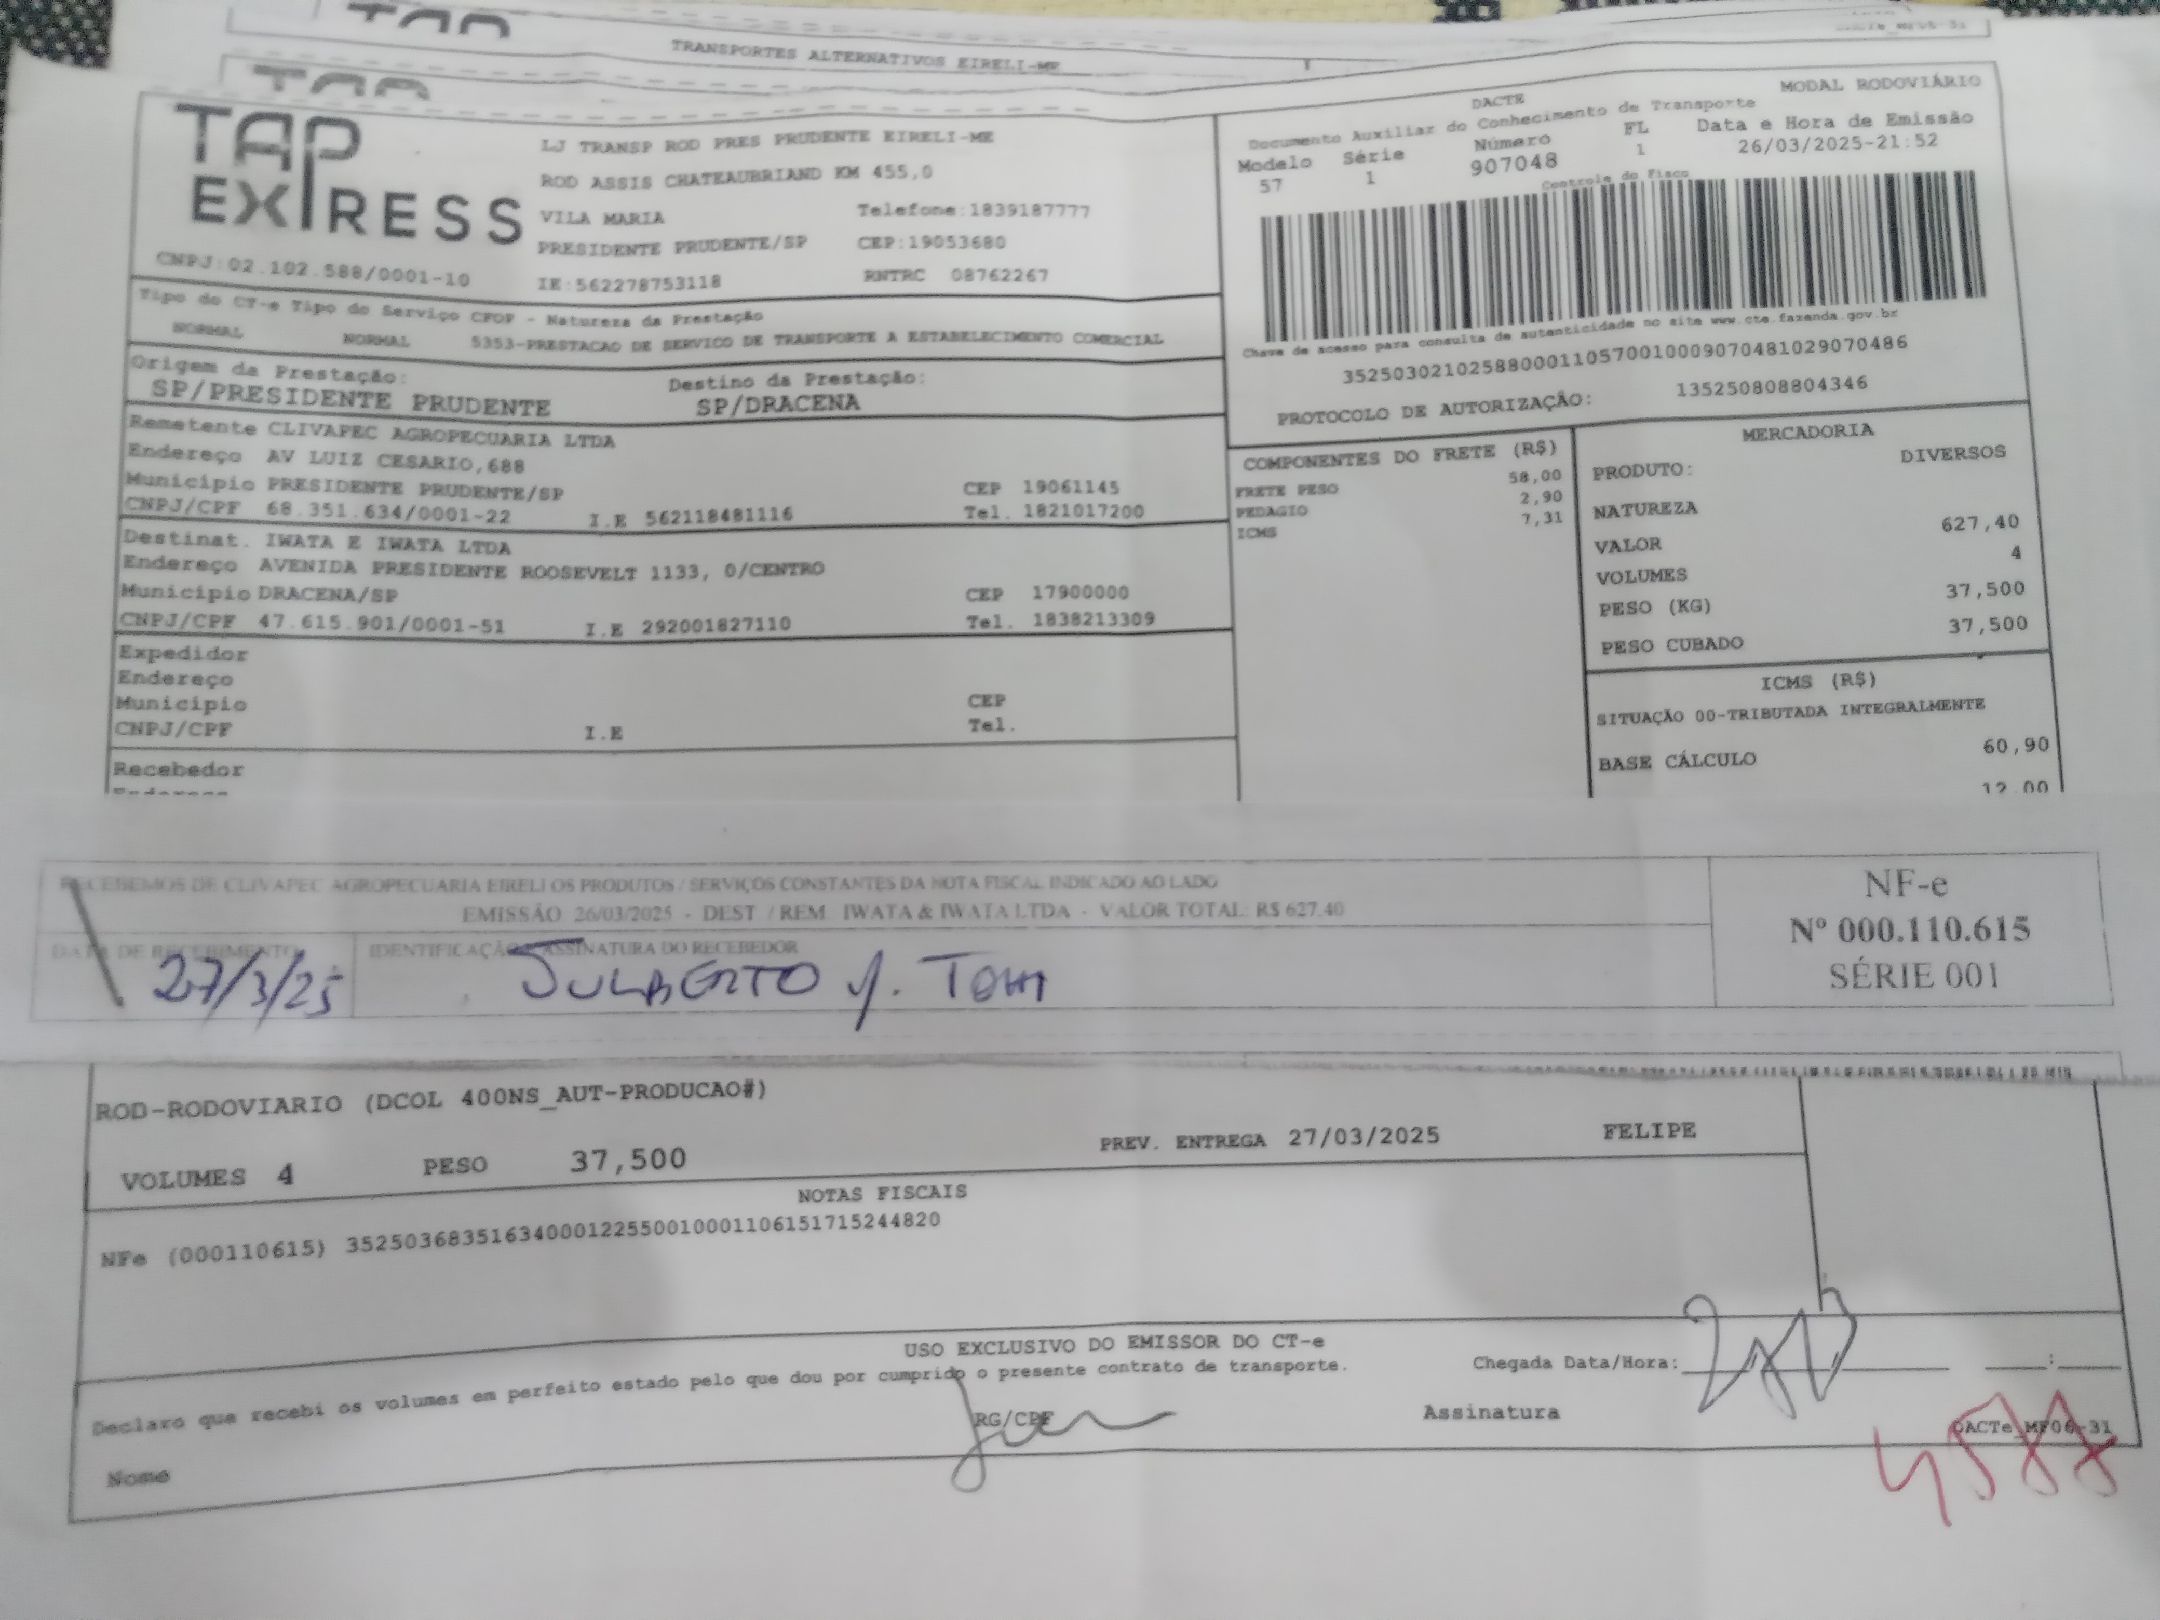 TRANSPORTES ALTERNATIVOS EIRELI-ME
TAP EXPRESS
LJ TRANSP ROD PRES PRUDENTE EIRELI-ME
ROD ASSIS CHATEAUBRIAND KM 455,0
VILA MARIA Telefone:1839187777
PRESIDENTE PRUDENTE/SP CEP:19053680
CNPJ:02.102.588/0001-10 IE:562278753118 RNTRC 08762267
MODAL RODOVIÁRIO
DACTE
Documento Auxiliar do Conhecimento de Transporte
Modelo Série Número FL Data e Hora de Emissão
57 1 907048 1 26/03/2025-21:52
Controle do Fisco
Chave de acesso para consulta de autenticidade no site www.cte.fazenda.gov.br
35250302102588000110570010009070481029070486
PROTOCOLO DE AUTORIZAÇÃO: 135250808804346
Tipo do CT-e Tipo do Serviço CFOP - Natureza da Prestação
NORMAL NORMAL 5353-PRESTACAO DE SERVICO DE TRANSPORTE A ESTABELECIMENTO COMERCIAL
Origem da Prestação: Destino da Prestação:
SP/PRESIDENTE PRUDENTE SP/DRACENA
Remetente CLIVAPEC AGROPECUARIA LTDA
Endereço AV LUIZ CESARIO,688
Municipio PRESIDENTE PRUDENTE/SP CEP 19061145
CNPJ/CPF 68.351.634/0001-22 I.E 562118481116 Tel. 1821017200
Destinat. IWATA E IWATA LTDA
Endereço AVENIDA PRESIDENTE ROOSEVELT 1133, 0/CENTRO
Municipio DRACENA/SP CEP 17900000
CNPJ/CPF 47.615.901/0001-51 I.E 292001827110 Tel. 1838213309
Expedidor
Endereço
Municipio CEP
CNPJ/CPF I.E Tel.
Recebedor
Endereço
COMPONENTES DO FRETE (R$)
FRETE PESO 58,00
PEDAGIO 2,90
ICMS 7,31
MERCADORIA
PRODUTO: DIVERSOS
NATUREZA
VALOR 627,40
VOLUMES 4
PESO (KG) 37,500
PESO CUBADO 37,500
ICMS (R$)
SITUAÇÃO 00-TRIBUTADA INTEGRALMENTE
BASE CÁLCULO 60,90
12,00
RECEBEMOS DE CLIVAPEC AGROPECUARIA EIRELI OS PRODUTOS / SERVIÇOS CONSTANTES DA NOTA FISCAL INDICADO AO LADO
EMISSÃO 26/03/2025 - DEST. / REM. IWATA & IWATA LTDA - VALOR TOTAL: R$ 627.40
DATA DE RECEBIMENTO IDENTIFICAÇÃO ASSINATURA DO RECEBEDOR
27/3/25 JULBERTO Y. TOMI
NF-e
Nº 000.110.615
SÉRIE 001
ROD-RODOVIARIO (DCOL 400NS_AUT-PRODUCAO#)
VOLUMES 4 PESO 37,500 PREV. ENTREGA 27/03/2025 FELIPE
NOTAS FISCAIS
NFe (000110615) 35250368351634000122550010001106151715244820
USO EXCLUSIVO DO EMISSOR DO CT-e
Declaro que recebi os volumes em perfeito estado pelo que dou por cumprido o presente contrato de transporte. Chegada Data/Hora: :
Nome RG/CPF Assinatura
DACTe_MF06-31